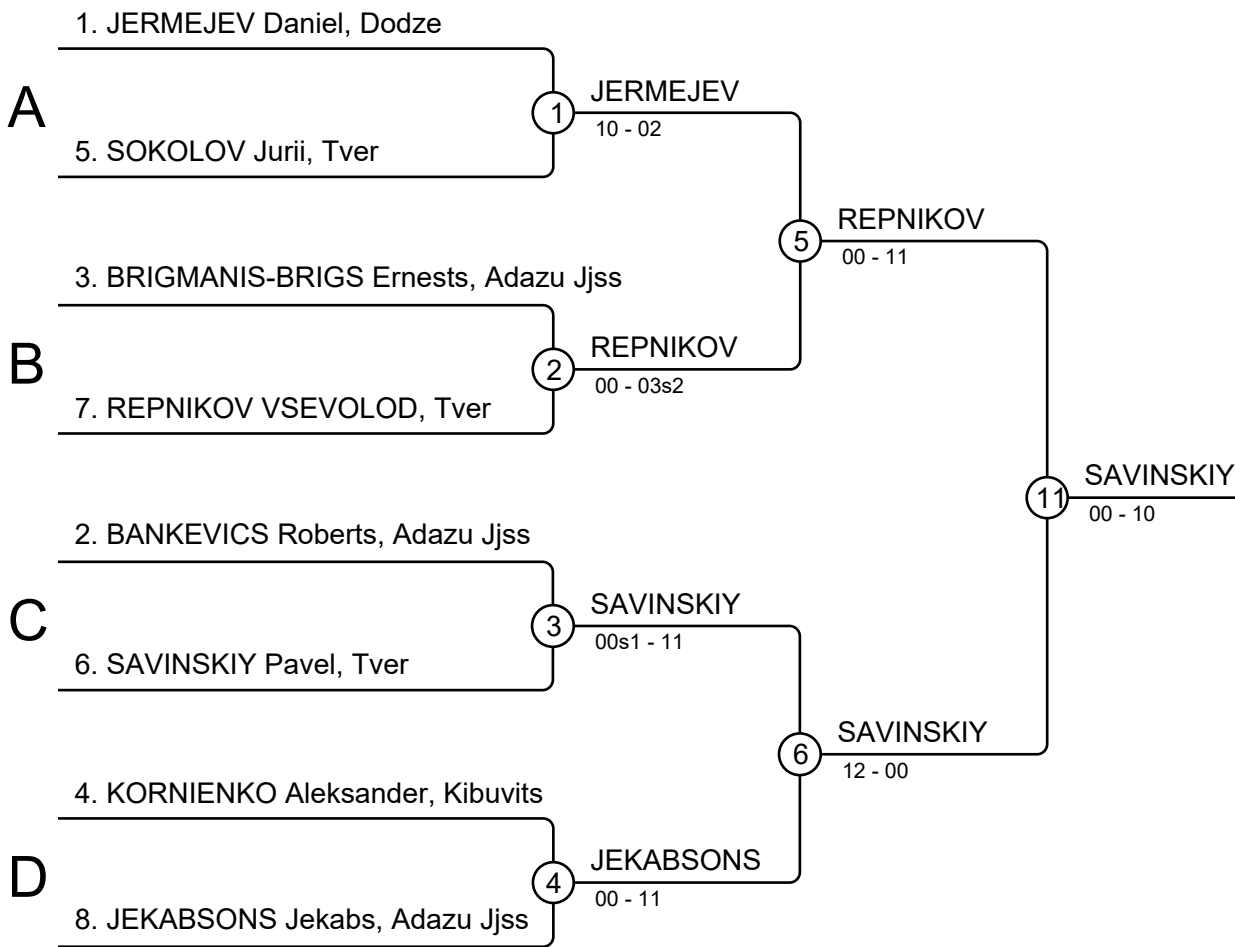 1. JERMEJEV Daniel, Dodze
A
1
JERMEJEV
10 - 02
5. SOKOLOV Jurii, Tver
5
REPNIKOV
00 - 11
3. BRIGMANIS-BRIGS Ernests, Adazu Jjss
B
2
REPNIKOV
00 - 03s2
7. REPNIKOV VSEVOLOD, Tver
11
SAVINSKIY
00 - 10
2. BANKEVICS Roberts, Adazu Jjss
C
3
SAVINSKIY
00s1 - 11
6. SAVINSKIY Pavel, Tver
6
SAVINSKIY
12 - 00
4. KORNIENKO Aleksander, Kibuvits
D
4
JEKABSONS
00 - 11
8. JEKABSONS Jekabs, Adazu Jjss